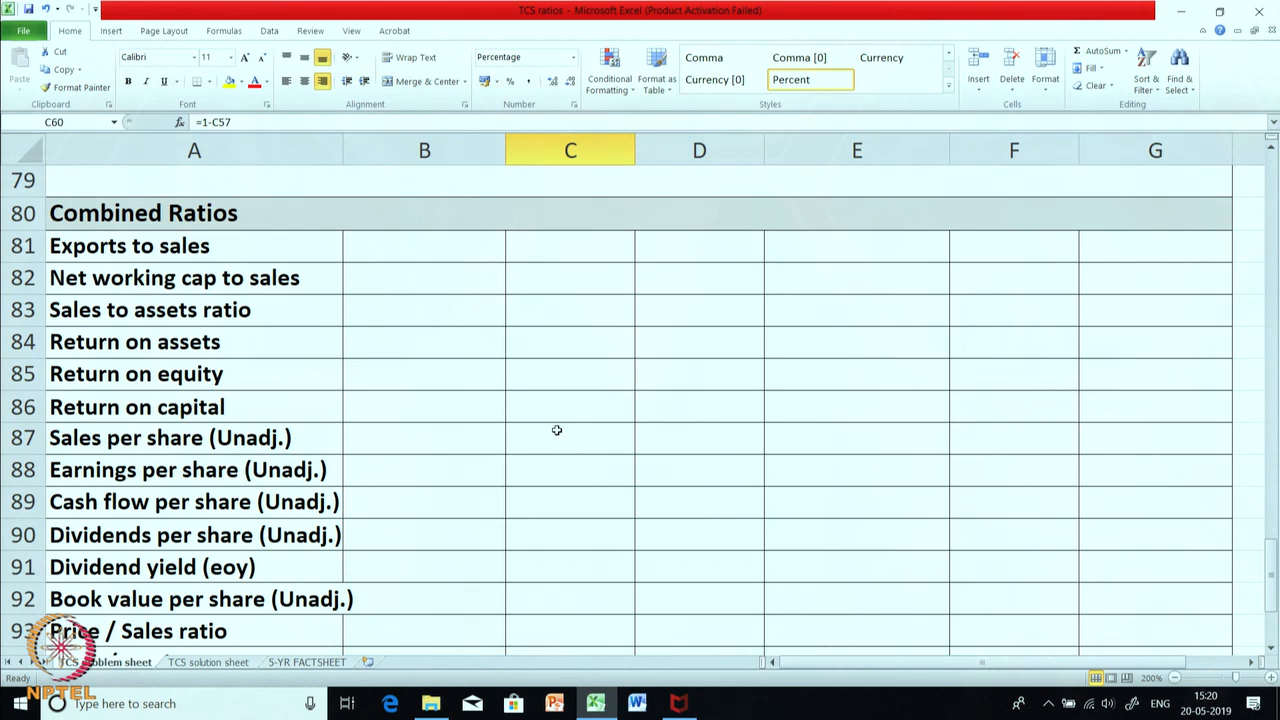 TCS ratios - Microsoft Excel (Product Activation Failed)
File Home Insert Page Layout Formulas Data Review View Acrobat
Cut Calibri 11 Wrap Text Percentage Comma Comma [0] Currency AutoSum
Copy Fill
Paste Format Painter Merge & Center Conditional Formatting Format as Table Currency [0] Percent Insert Delete Format Clear Sort & Filter Find & Select
Clipboard Font Alignment Number Styles Cells Editing
C60 fx =1-C57
A B C D E F G
79
80 Combined Ratios
81 Exports to sales
82 Net working cap to sales
83 Sales to assets ratio
84 Return on assets
85 Return on equity
86 Return on capital
87 Sales per share (Unadj.)
88 Earnings per share (Unadj.)
89 Cash flow per share (Unadj.)
90 Dividends per share (Unadj.)
91 Dividend yield (eoy)
92 Book value per share (Unadj.)
93 Price / Sales ratio
TCS problem sheet TCS solution sheet 5-YR FACTSHEET
Ready 200%
NPTEL
Type here to search ENG 15:20
20-05-2019